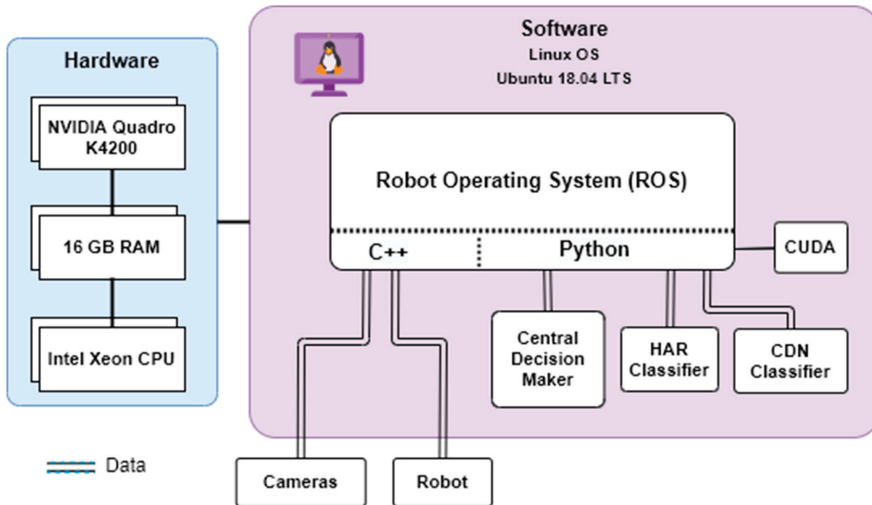 Hardware
NVIDIA Quadro
K4200
16 GB RAM
Intel Xeon CPU
Software
Linux OS
Ubuntu 18.04 LTS
Robot Operating System (ROS)
C++
Python
CUDA
Central
Decision
Maker
HAR
Classifier
CDN
Classifier
Data
Cameras
Robot